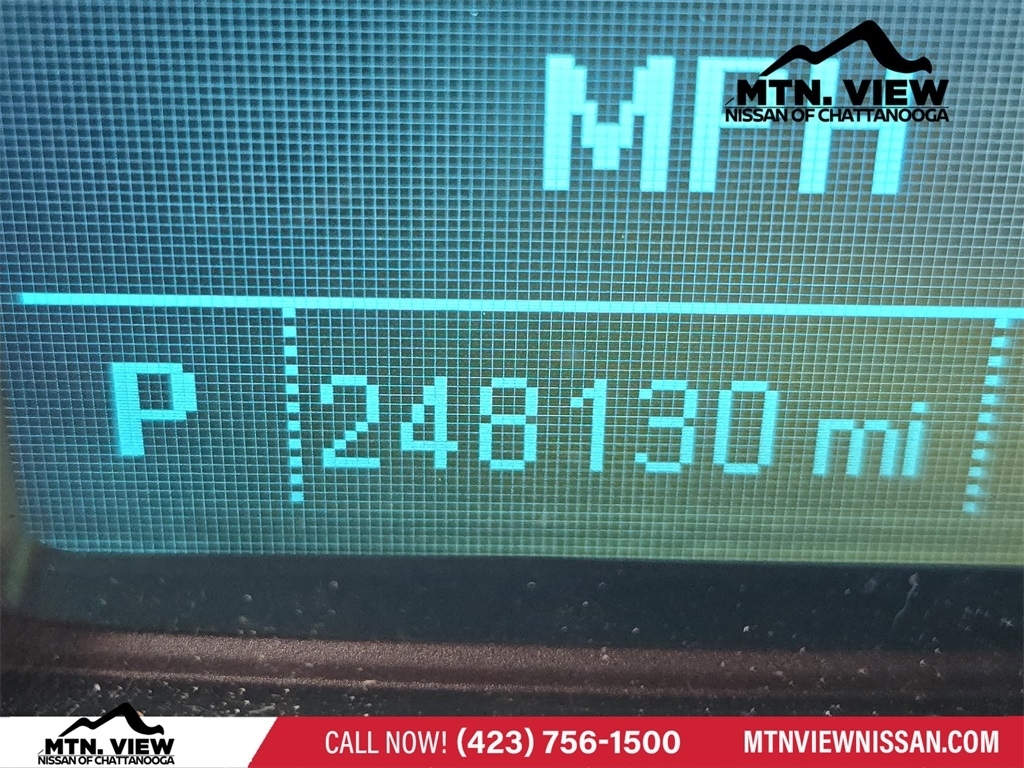 MPH
MTN. VIEW
NISSAN OF CHATTANOOGA
P 248130 mi
MTN. VIEW
NISSAN OF CHATTANOOGA
CALL NOW! (423) 756-1500
MTNVIEWNISSAN.COM